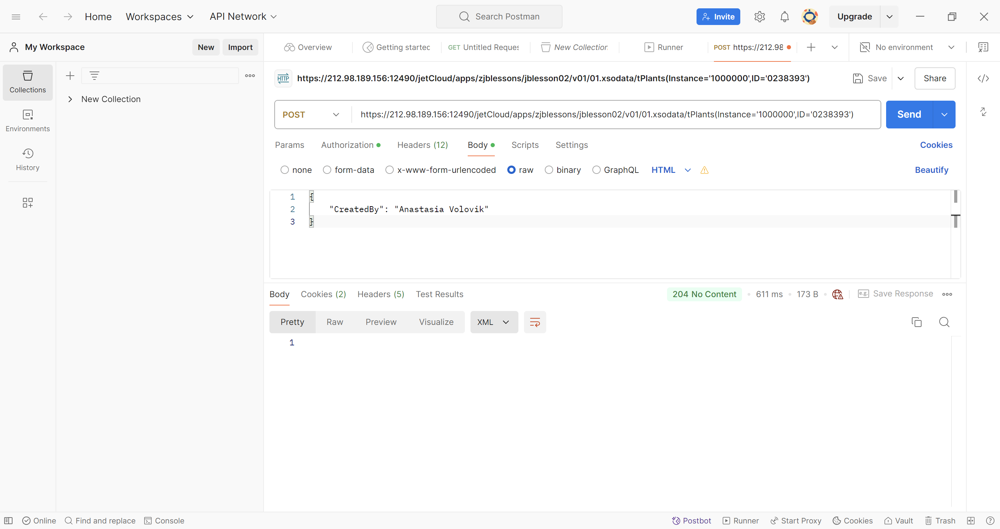 Home Workspaces API Network Search Postman Invite Upgrade
My Workspace New Import Overview Getting started GET Untitled Reques New Collection Runner POST https://212.98 No environment
HTTP https://212.98.189.156:12490/jetCloud/apps/zjblessons/jblesson02/v01/01.xsodata/tPlants(Instance='1000000',ID='0238393') Save Share
Collections
New Collection
POST https://212.98.189.156:12490/jetCloud/apps/zjblessons/jblesson02/v01/01.xsodata/tPlants(Instance='1000000',ID='0238393') Send
Environments
Params Authorization Headers (12) Body Scripts Settings Cookies
History
none form-data x-www-form-urlencoded raw binary GraphQL HTML Beautify
1 {
2 "CreatedBy": "Anastasia Volovik"
3 }
Body Cookies (2) Headers (5) Test Results 204 No Content 611 ms 173 B e.g. Save Response
Pretty Raw Preview Visualize XML
1
Online Find and replace Console Postbot Runner Start Proxy Cookies Vault Trash